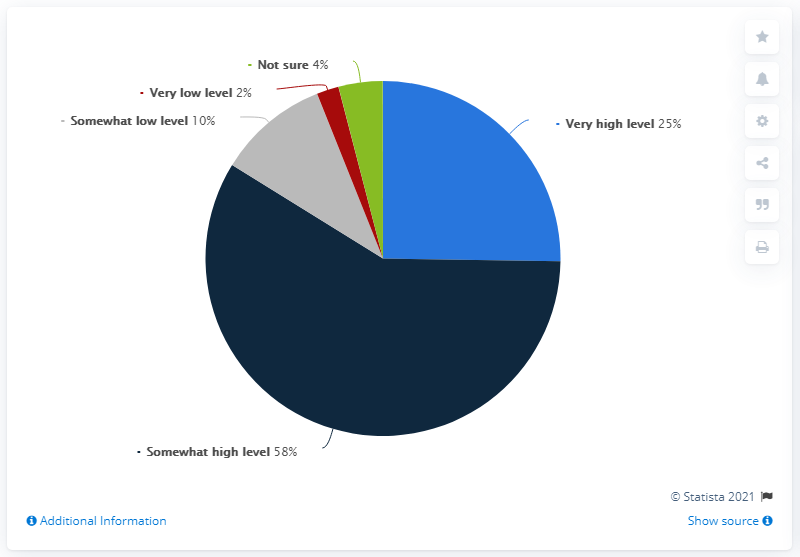 Not sure 4%
Very low level 2%
Somewhat low level 10%
Very high level 25%
Somewhat high level 58%
© Statista 2021
Additional Information
Show source